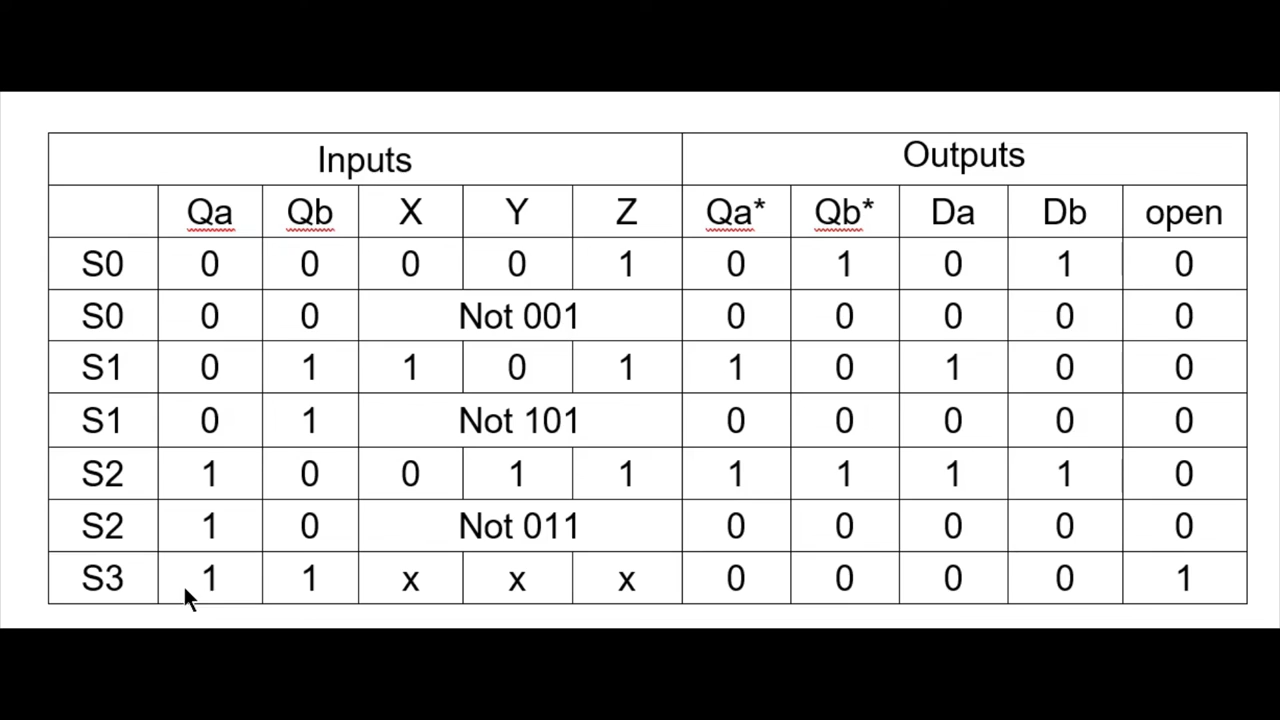 Inputs Outputs
Qa Qb X Y Z Qa* Qb* Da Db open
S0 0 0 0 0 1 0 1 0 1 0
S0 0 0 Not 001 0 0 0 0 0
S1 0 1 1 0 1 1 0 1 0 0
S1 0 1 Not 101 0 0 0 0 0
S2 1 0 0 1 1 1 1 1 1 0
S2 1 0 Not 011 0 0 0 0 0
S3 1 1 x x x 0 0 0 0 1